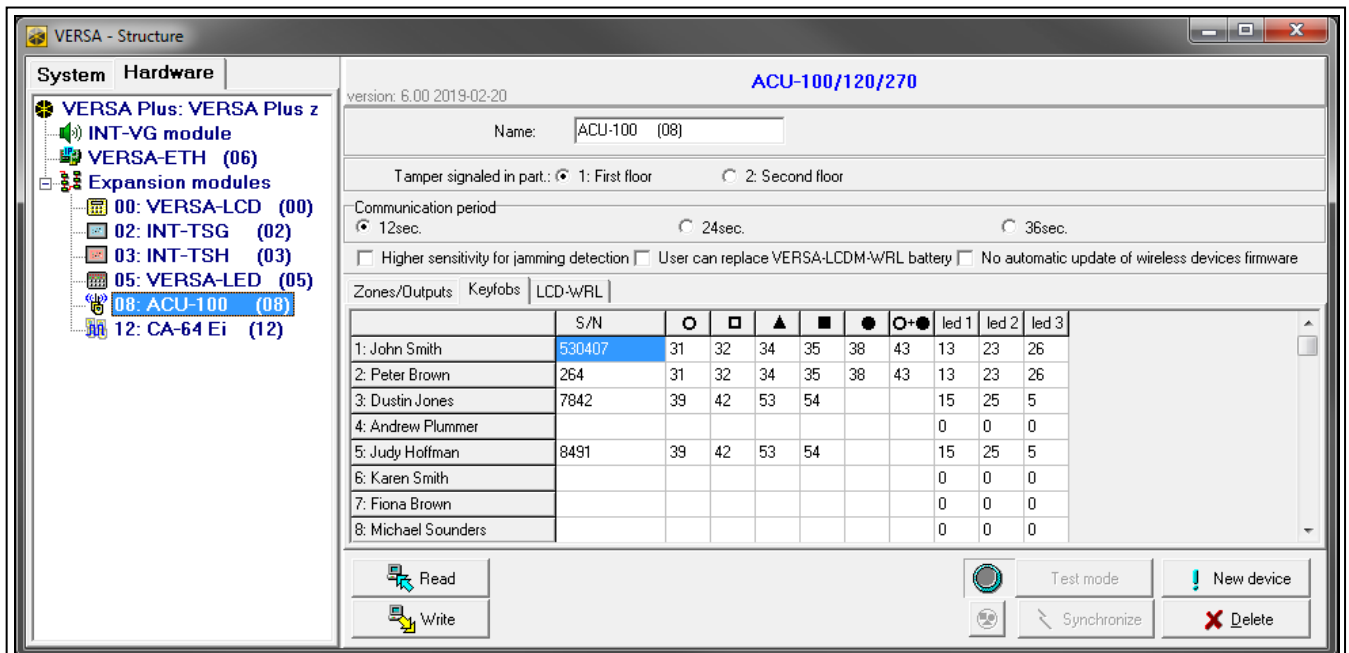 VERSA - Structure
System Hardware
VERSA Plus: VERSA Plus z
INT-VG module
VERSA-ETH (06)
Expansion modules
00: VERSA-LCD (00)
02: INT-TSG (02)
03: INT-TSH (03)
05: VERSA-LED (05)
08: ACU-100 (08)
12: CA-64 Ei (12)
ACU-100/120/270
version: 6.00 2019-02-20
Name: ACU-100 (08)
Tamper signaled in part.: 1: First floor 2: Second floor
Communication period
12sec. 24sec. 36sec.
Higher sensitivity for jamming detection User can replace VERSA-LCDM-WRL battery No automatic update of wireless devices firmware
Zones/Outputs Keyfobs LCD-WRL
S/N led 1 led 2 led 3
1: John Smith 530407 31 32 34 35 38 43 13 23 26
2: Peter Brown 264 31 32 34 35 38 43 13 23 26
3: Dustin Jones 7842 39 42 53 54 15 25 5
4: Andrew Plummer 0 0 0
5: Judy Hoffman 8491 39 42 53 54 15 25 5
6: Karen Smith 0 0 0
7: Fiona Brown 0 0 0
8: Michael Sounders 0 0 0
Read Test mode New device
Write Synchronize Delete